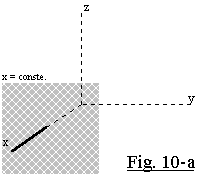 z
x = conste.
y
x
Fig. 10-a